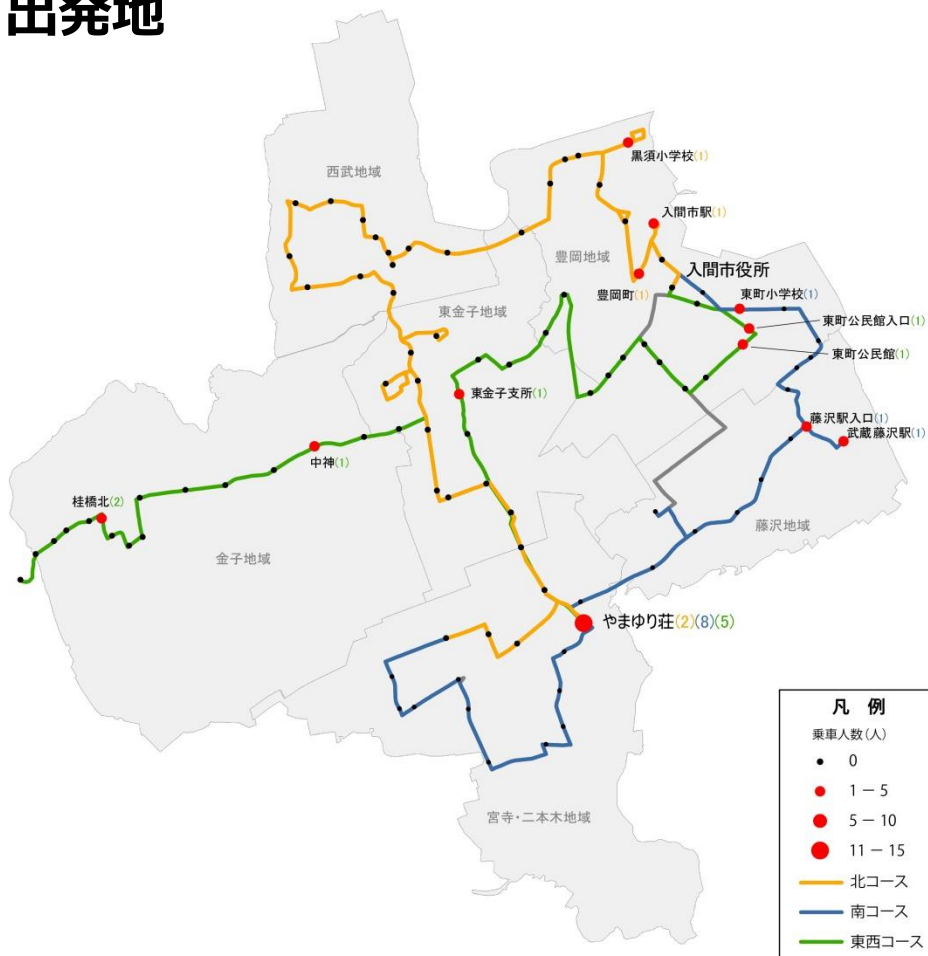 出発地
黒須小学校(1)
西武地域
入間市駅(1)
豊岡地域
入間市役所
豊岡町(1)
東町小学校(1)
東金子地域
東町公民館入口(1)
東町公民館(1)
東金子支所(1)
藤沢駅入口(1)
武蔵藤沢駅(1)
中神(1)
桂橋北(2)
藤沢地域
金子地域
やまゆり荘(2)(8)(5)
宮寺・二本木地域
凡 例
乗車人数(人)
0
1 － 5
5 － 10
11 － 15
北コース
南コース
東西コース